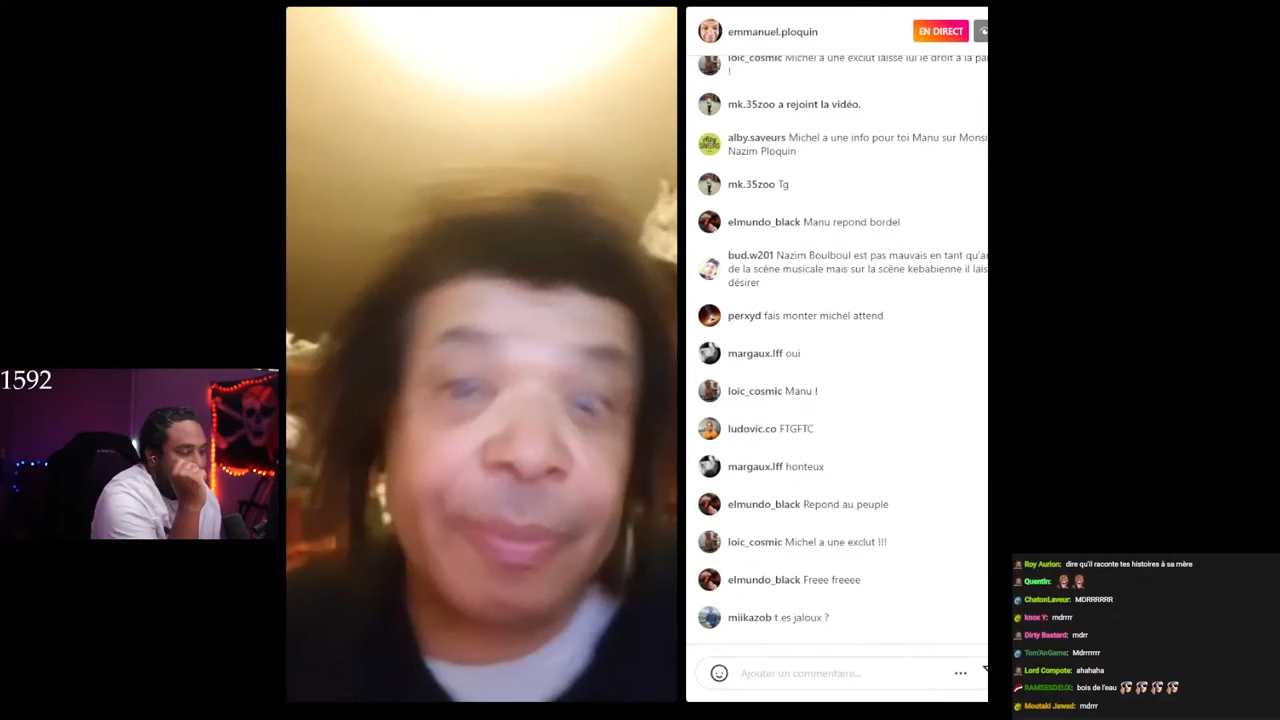 emmanuel.ploquin
EN DIRECT
loic_cosmic Michel a une exclut laisse lui le droit a la pa
!
mk.35zoo a rejoint la vidéo.
alby.saveurs Michel a une info pour toi Manu sur Monsi
Nazim Ploquin
mk.35zoo Tg
elmundo_black Manu repond bordel
bud.w201 Nazim Boulboul est pas mauvais en tant qu'a
de la scène musicale mais sur la scène kebabienne il lais
désirer
perxyd fais monter michel attend
margaux.lff oui
loic_cosmic Manu !
ludovic.co FTGFTC
margaux.lff honteux
elmundo_black Repond au peuple
loic_cosmic Michel a une exclut !!!
elmundo_black Freee freeee
miikazob t es jaloux ?
Ajouter un commentaire...
1592
Roy Aurion: dire qu'il raconte tes histoires à sa mère
Quentin:
ChatonLaveur: MDRRRRRR
knox Y: mdrrr
Dirty Bastard: mdrr
Tom'AnGame: Mdrrrrrrr
Lord Compote: ahahaha
RAMSESDEUX: bois de l'eau
Moutaki Jawad: mdrrr